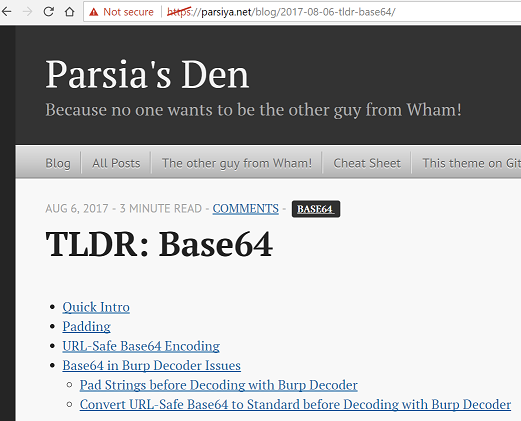 Not secure | https://parsiya.net/blog/2017-08-06-tldr-base64/
Parsia's Den
Because no one wants to be the other guy from Wham!
Blog All Posts The other guy from Wham! Cheat Sheet This theme on Git
AUG 6, 2017 - 3 MINUTE READ - COMMENTS - BASE64
TLDR: Base64
Quick Intro
Padding
URL-Safe Base64 Encoding
Base64 in Burp Decoder Issues
Pad Strings before Decoding with Burp Decoder
Convert URL-Safe Base64 to Standard before Decoding with Burp Decoder